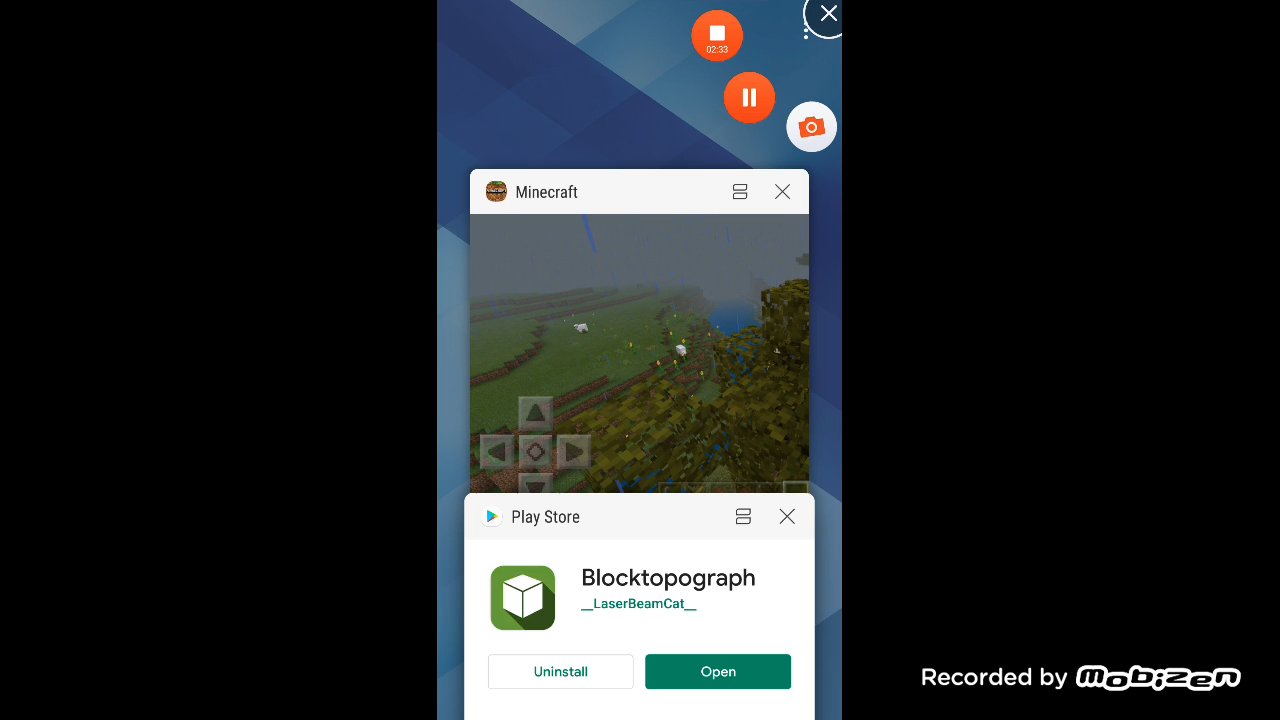 02:33
Minecraft
Play Store
Blocktopograph
__LaserBeamCat__
Uninstall
Open
Recorded by mobizen